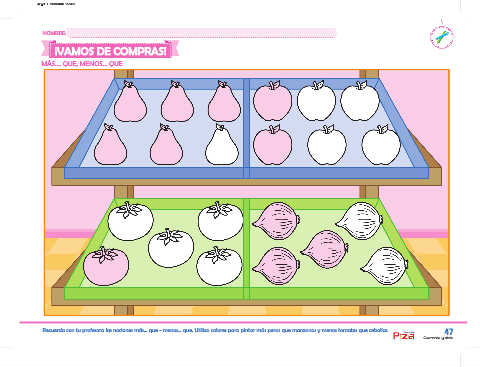 NOMBRE:
¡VAMOS DE COMPRAS!
MÁS... QUE, MENOS... QUE
Recuerda con tu profesora las nociones más... que - menos... que. Utiliza colores para pintar más peras que manzanas y menos tomates que cebollas.
47